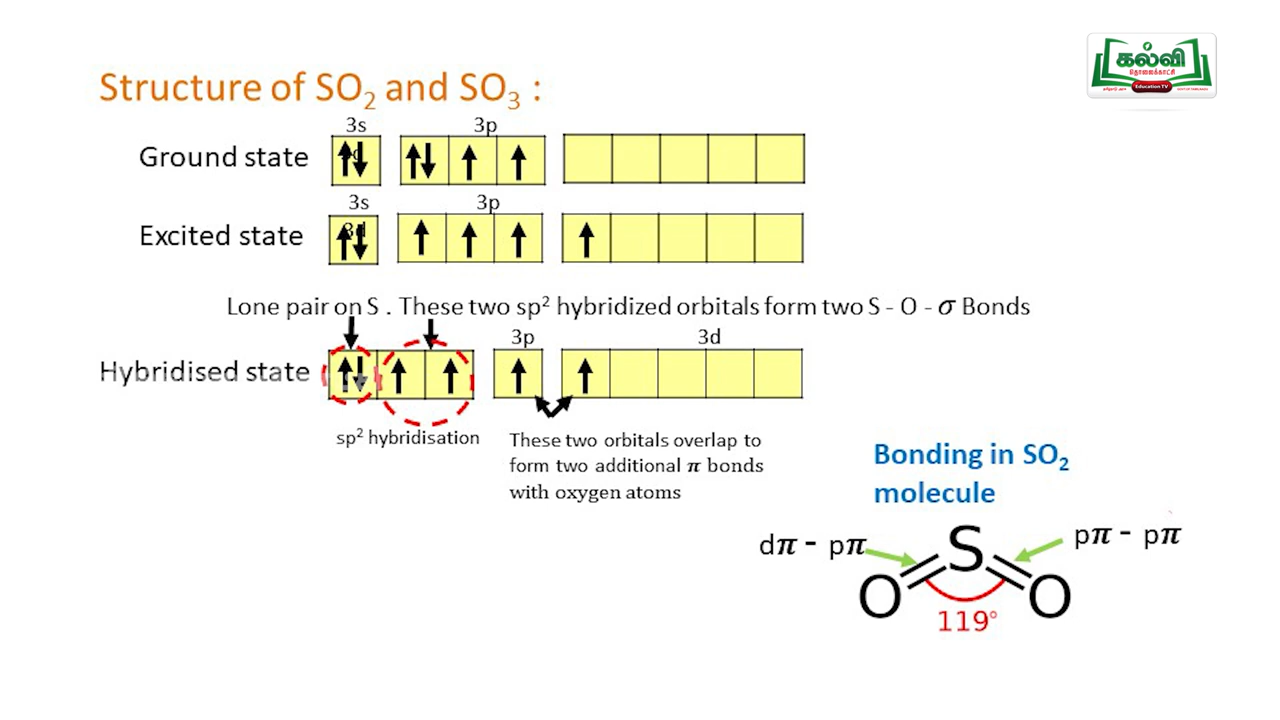 கல்வி
தொலைக்காட்சி
Education TV
Structure of SO₂ and SO₃ :
3s 3p
Ground state
3s 3p
3d
Excited state
Lone pair on S . These two sp² hybridized orbitals form two S - O - σ Bonds
3p 3d
Hybridised state
sp² hybridisation
These two orbitals overlap to
form two additional π bonds
with oxygen atoms
Bonding in SO₂
molecule
dπ - pπ
pπ - pπ
S
O O
119°